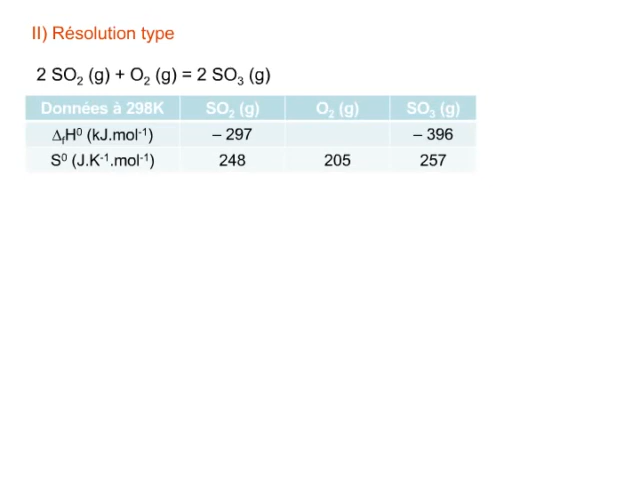 II) Résolution type
2 SO₂ (g) + O₂ (g) = 2 SO₃ (g)
Données à 298K SO₂ (g) O₂ (g) SO₃ (g)
ΔfH⁰ (kJ.mol⁻¹) – 297 – 396
S⁰ (J.K⁻¹.mol⁻¹) 248 205 257